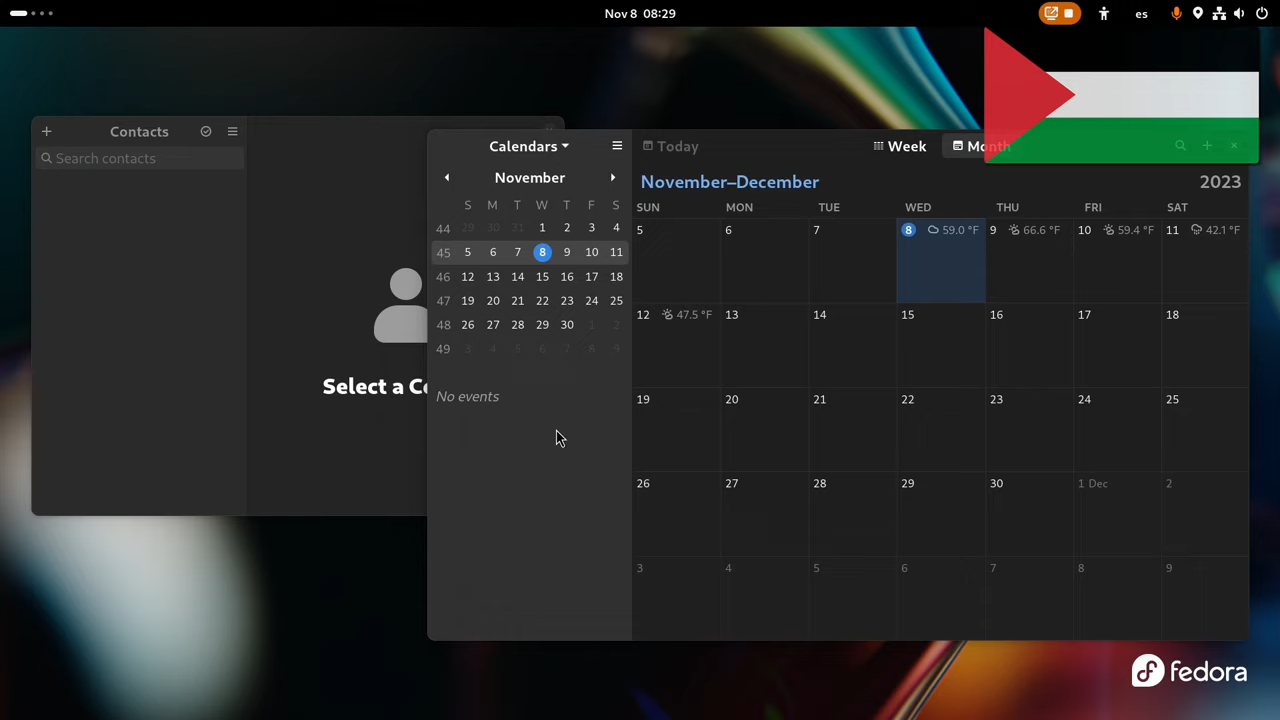 Nov 8 08:29
es
Contacts
Search contacts
Select a Co
Calendars
November
S M T W T F S
44 29 30 31 1 2 3 4
45 5 6 7 8 9 10 11
46 12 13 14 15 16 17 18
47 19 20 21 22 23 24 25
48 26 27 28 29 30 1 2
49 3 4 5 6 7 8 9
No events
Today
Week
Month
November–December
2023
SUN MON TUE WED THU FRI SAT
5 6 7 8 59.0 °F 9 66.6 °F 10 59.4 °F 11 42.1 °F
12 47.5 °F 13 14 15 16 17 18
19 20 21 22 23 24 25
26 27 28 29 30 1 Dec 2
3 4 5 6 7 8 9
fedora